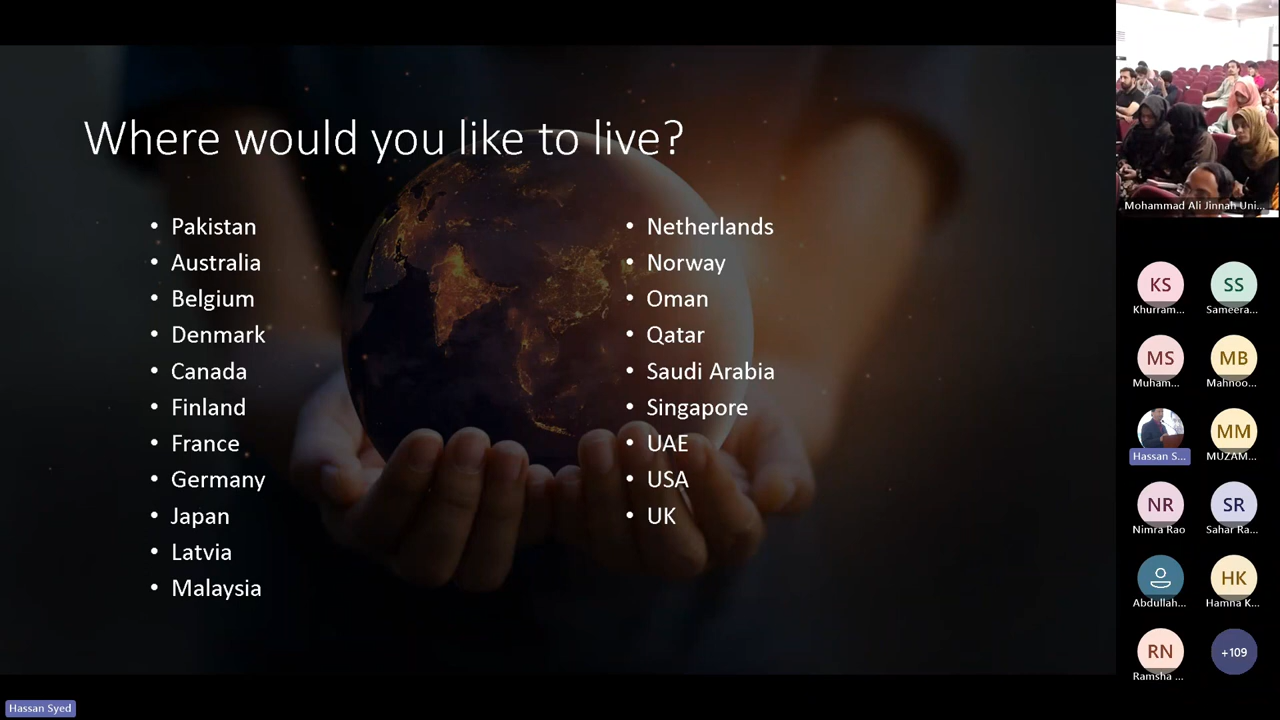 Where would you like to live?
• Pakistan
• Australia
• Belgium
• Denmark
• Canada
• Finland
• France
• Germany
• Japan
• Latvia
• Malaysia
• Netherlands
• Norway
• Oman
• Qatar
• Saudi Arabia
• Singapore
• UAE
• USA
• UK
Mohammad Ali Jinnah Uni...
KS
Khurram...
SS
Sameera...
MS
Muham...
MB
Mahnoo...
Hassan S...
MM
MUZAM...
NR
Nimra Rao
SR
Sahar Ra...
Abdullah...
HK
Hamna K...
RN
Ramsha ...
+109
Hassan Syed